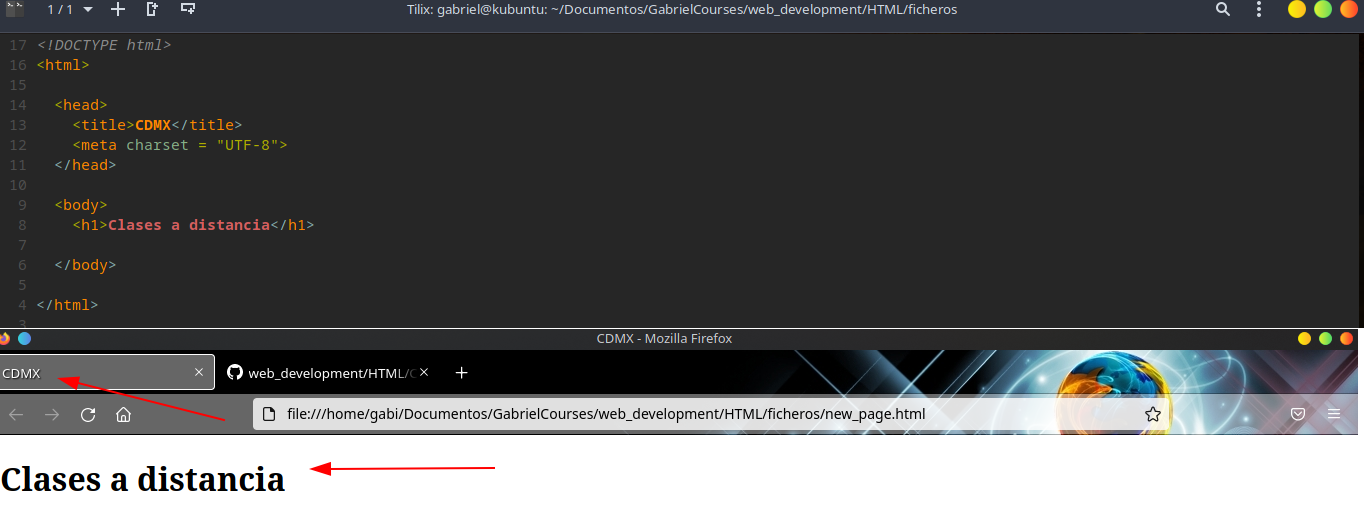 1 / 1
Tilix: gabriel@kubuntu: ~/Documentos/GabrielCourses/web_development/HTML/ficheros
17 <!DOCTYPE html>
16 <html>
15
14 <head>
13 <title>CDMX</title>
12 <meta charset = "UTF-8">
11 </head>
10
9 <body>
8 <h1>Clases a distancia</h1>
7
6 </body>
5
4 </html>
3
CDMX - Mozilla Firefox
CDMX
web_development/HTML/C
file:///home/gabi/Documentos/GabrielCourses/web_development/HTML/ficheros/new_page.html
Clases a distancia